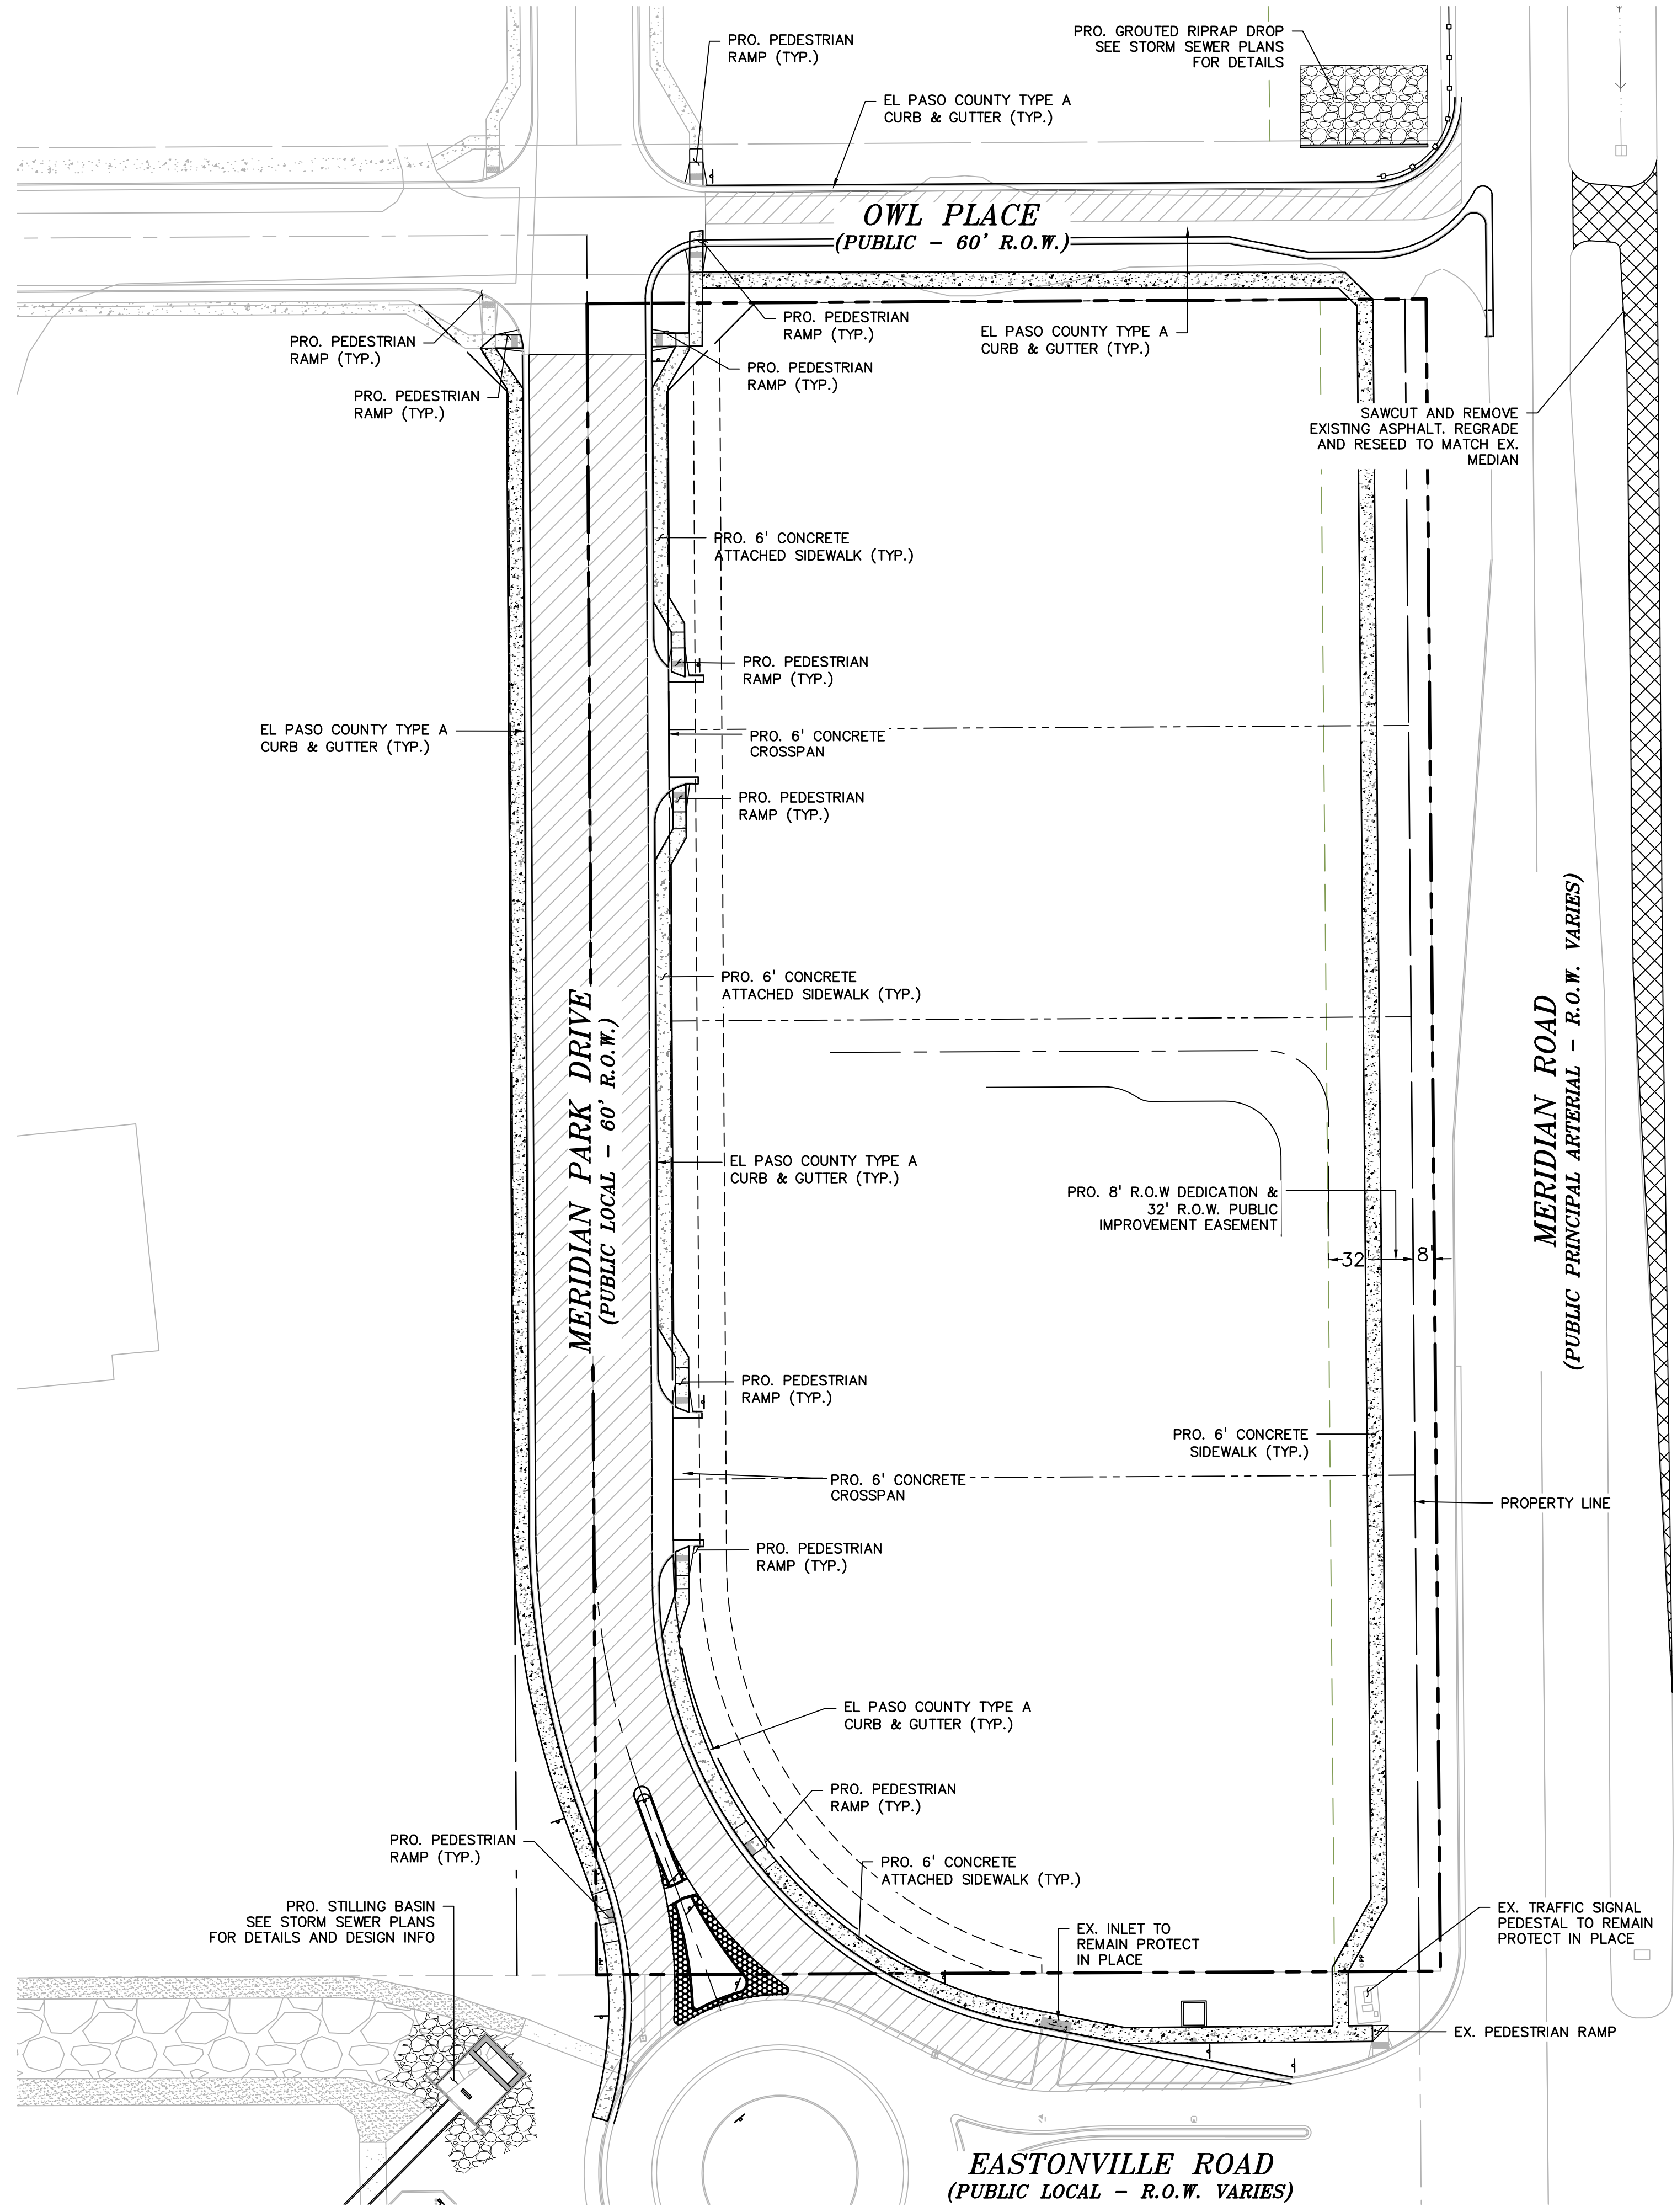 PRO. PEDESTRIAN
RAMP (TYP.)
PRO. GROUTED RIPRAP DROP
SEE STORM SEWER PLANS
FOR DETAILS
EL PASO COUNTY TYPE A
CURB & GUTTER (TYP.)
OWL PLACE
(PUBLIC - 60' R.O.W.)
PRO. PEDESTRIAN
RAMP (TYP.)
EL PASO COUNTY TYPE A
CURB & GUTTER (TYP.)
PRO. PEDESTRIAN
RAMP (TYP.)
PRO. PEDESTRIAN
RAMP (TYP.)
PRO. PEDESTRIAN
RAMP (TYP.)
SAWCUT AND REMOVE
EXISTING ASPHALT. REGRADE
AND RESEED TO MATCH EX.
MEDIAN
PRO. 6' CONCRETE
ATTACHED SIDEWALK (TYP.)
PRO. PEDESTRIAN
RAMP (TYP.)
EL PASO COUNTY TYPE A
CURB & GUTTER (TYP.)
PRO. 6' CONCRETE
CROSSPAN
PRO. PEDESTRIAN
RAMP (TYP.)
PRO. 6' CONCRETE
ATTACHED SIDEWALK (TYP.)
MERIDIAN PARK DRIVE
(PUBLIC LOCAL - 60' R.O.W.)
MERIDIAN ROAD
(PUBLIC PRINCIPAL ARTERIAL - R.O.W. VARIES)
EL PASO COUNTY TYPE A
CURB & GUTTER (TYP.)
PRO. 8' R.O.W DEDICATION &
32' R.O.W. PUBLIC
IMPROVEMENT EASEMENT
32'
8'
PRO. PEDESTRIAN
RAMP (TYP.)
PRO. 6' CONCRETE
SIDEWALK (TYP.)
PRO. 6' CONCRETE
CROSSPAN
PROPERTY LINE
PRO. PEDESTRIAN
RAMP (TYP.)
EL PASO COUNTY TYPE A
CURB & GUTTER (TYP.)
PRO. PEDESTRIAN
RAMP (TYP.)
PRO. PEDESTRIAN
RAMP (TYP.)
PRO. 6' CONCRETE
ATTACHED SIDEWALK (TYP.)
PRO. STILLING BASIN
SEE STORM SEWER PLANS
FOR DETAILS AND DESIGN INFO
EX. INLET TO
REMAIN PROTECT
IN PLACE
EX. TRAFFIC SIGNAL
PEDESTAL TO REMAIN
PROTECT IN PLACE
EX. PEDESTRIAN RAMP
EASTONVILLE ROAD
(PUBLIC LOCAL - R.O.W. VARIES)